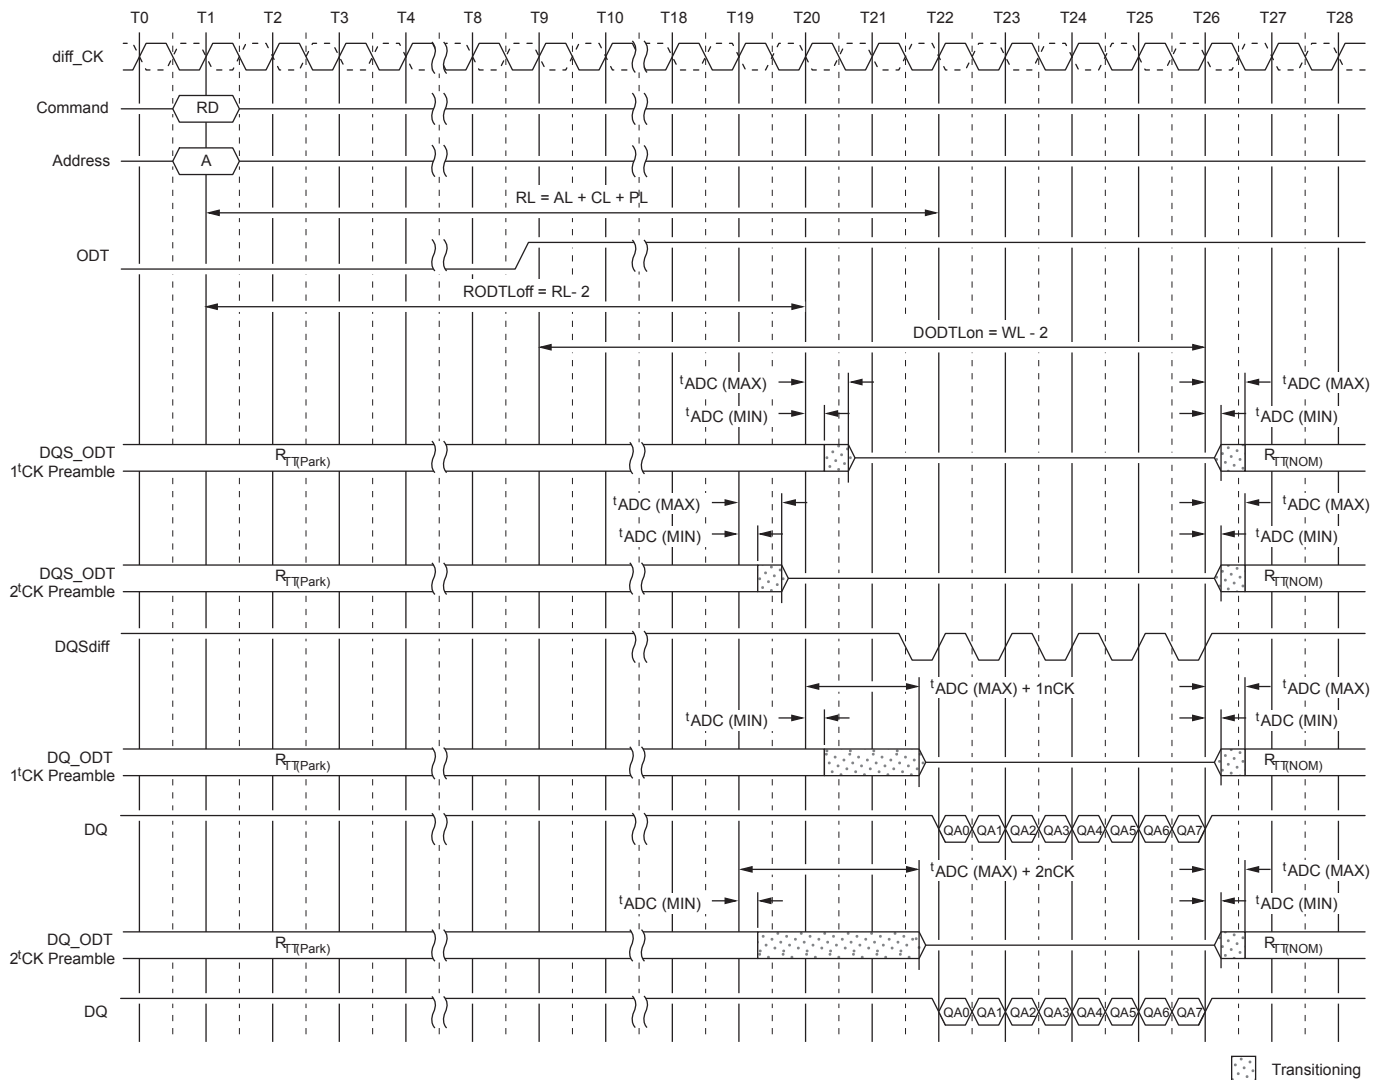 T0 T1 T2 T3 T4 T8 T9 T10 T18 T19 T20 T21 T22 T23 T24 T25 T26 T27 T28
diff_CK
Command RD
Address A
RL = AL + CL + PL
ODT
RODTLoff = RL- 2
DODTLon = WL - 2
tADC (MAX) tADC (MAX)
tADC (MIN) tADC (MIN)
DQS_ODT
1tCK Preamble RTT(Park) RTT(NOM)
tADC (MAX) tADC (MAX)
tADC (MIN) tADC (MIN)
DQS_ODT
2tCK Preamble RTT(Park) RTT(NOM)
DQSdiff
tADC (MAX) + 1nCK tADC (MAX)
tADC (MIN) tADC (MIN)
DQ_ODT
1tCK Preamble RTT(Park) RTT(NOM)
DQ QA0 QA1 QA2 QA3 QA4 QA5 QA6 QA7
tADC (MAX) + 2nCK tADC (MAX)
tADC (MIN) tADC (MIN)
DQ_ODT
2tCK Preamble RTT(Park) RTT(NOM)
DQ QA0 QA1 QA2 QA3 QA4 QA5 QA6 QA7
Transitioning